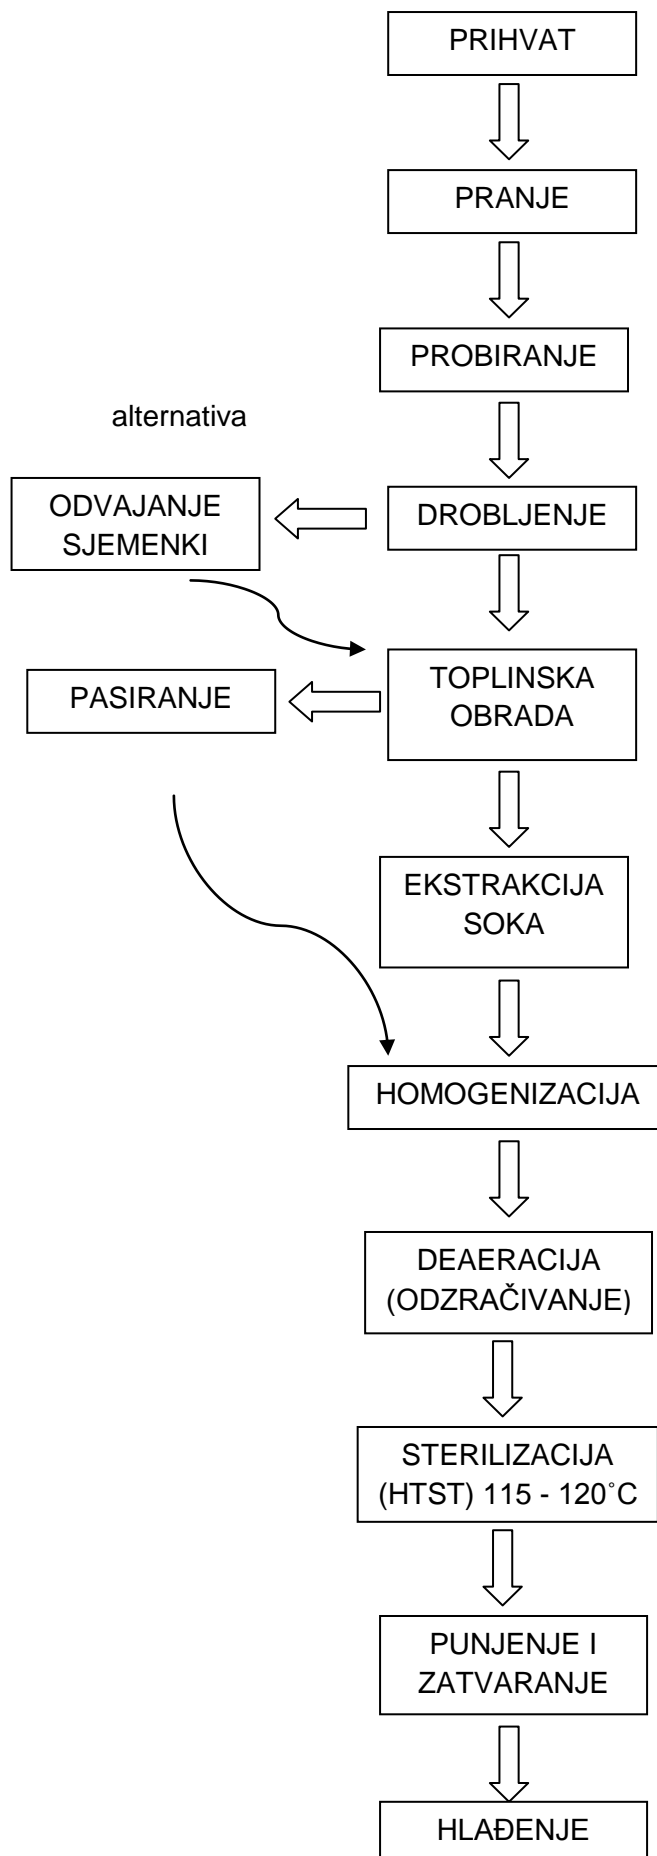 PRIHVAT
PRANJE
PROBIRANJE
alternativa
ODVAJANJE
SJEMENKI
DROBLJENJE
PASIRANJE
TOPLINSKA
OBRADA
EKSTRAKCIJA
SOKA
HOMOGENIZACIJA
DEAERACIJA
(ODZRAČIVANJE)
STERILIZACIJA
(HTST) 115 - 120˚C
PUNJENJE I
ZATVARANJE
HLAĐENJE